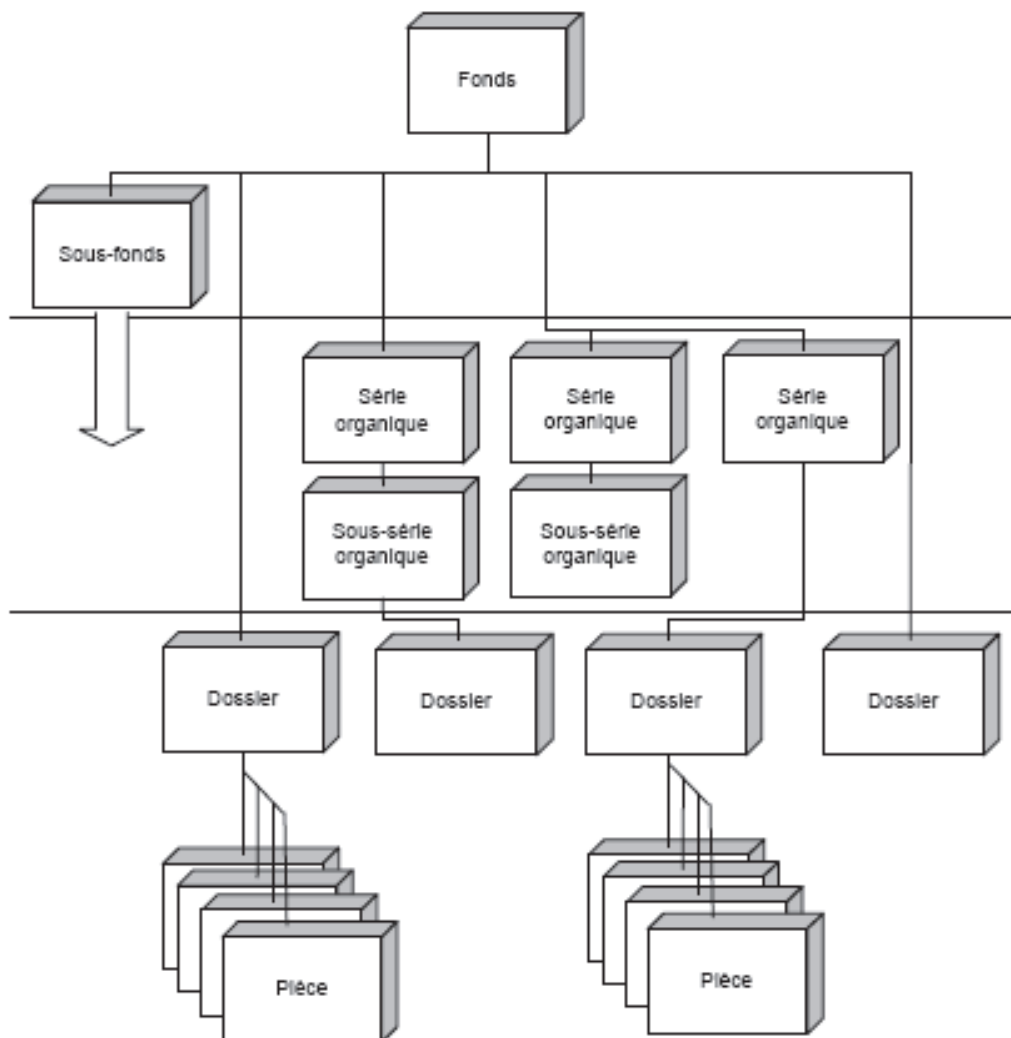 Fonds
Sous-fonds
Série
organique
Série
organique
Série
organique
Sous-série
organique
Sous-série
organique
Dossier
Dossier
Dossier
Dossier
Pièce
Pièce